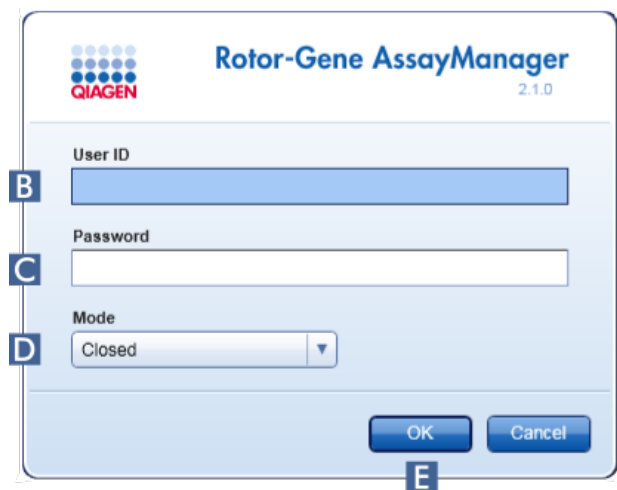 QIAGEN
Rotor-Gene AssayManager
2.1.0
User ID
B
Password
C
Mode
D Closed
OK Cancel
E